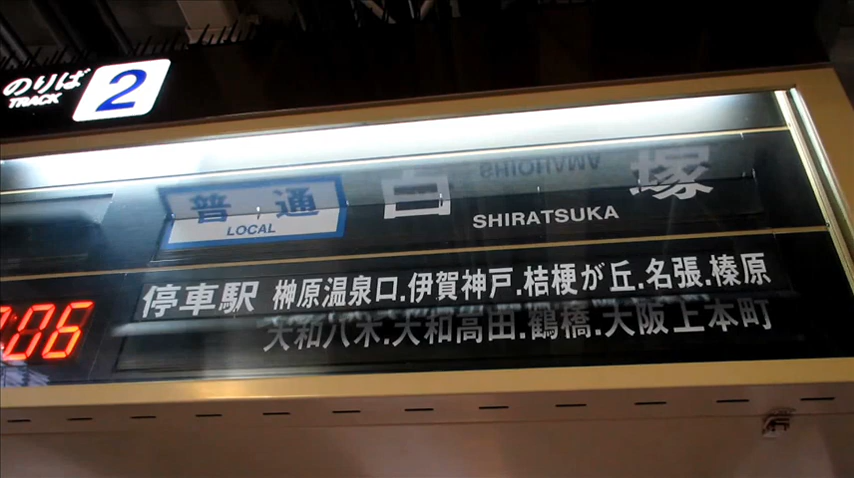 のりば 2
TRACK
普通 白塚
LOCAL SHIRATSUKA
:06
停車駅 榊原温泉口.伊賀神戸.桔梗が丘.名張.榛原
大和八木.大和高田.鶴橋.大阪上本町